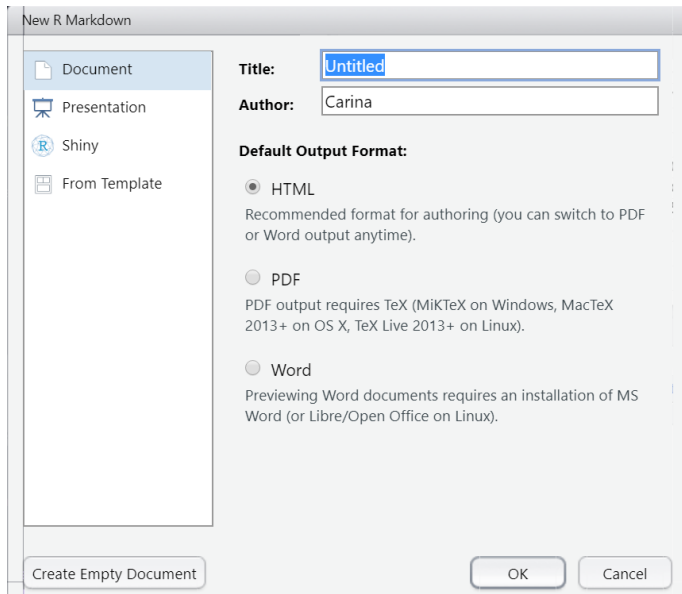 New R Markdown
Document
Presentation
R Shiny
From Template
Title: Untitled
Author: Carina
Default Output Format:
HTML
Recommended format for authoring (you can switch to PDF
or Word output anytime).
PDF
PDF output requires TeX (MiKTeX on Windows, MacTeX
2013+ on OS X, TeX Live 2013+ on Linux).
Word
Previewing Word documents requires an installation of MS
Word (or Libre/Open Office on Linux).
Create Empty Document
OK
Cancel